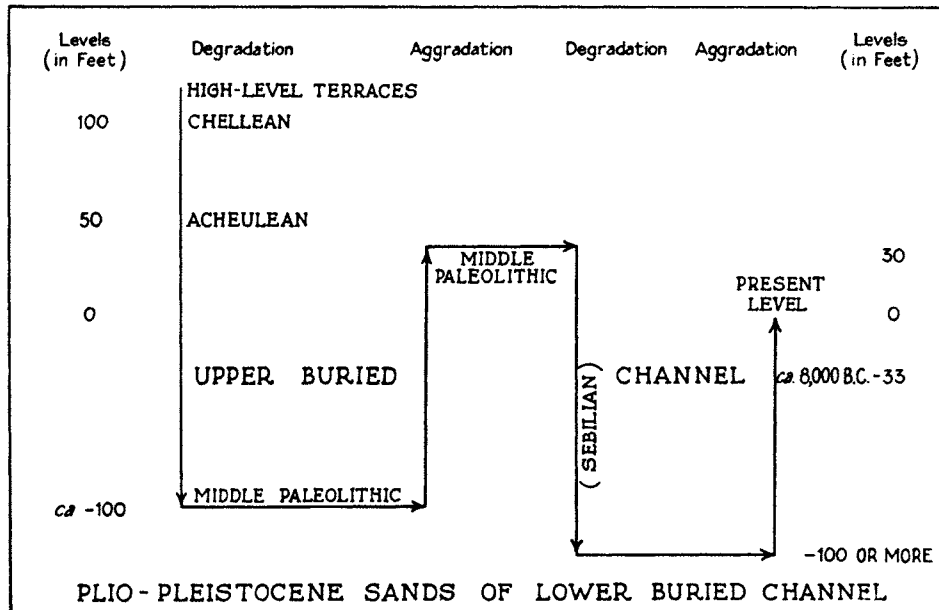 Levels
(in Feet)
Degradation
Aggradation
Degradation
Aggradation
Levels
(in Feet)
HIGH-LEVEL TERRACES
100
CHELLEAN
50
ACHEULEAN
MIDDLE
PALEOLITHIC
30
PRESENT
LEVEL
0
0
UPPER BURIED
CHANNEL
ca. 8,000 B.C. -33
(SEBILIAN)
ca -100
MIDDLE PALEOLITHIC
-100 OR MORE
PLIO-PLEISTOCENE SANDS OF LOWER BURIED CHANNEL